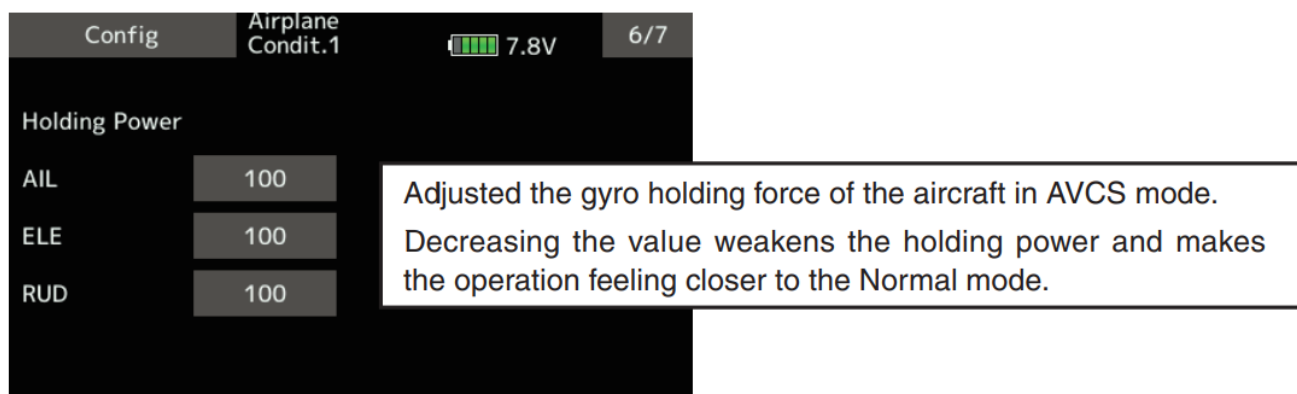 Config
Airplane
Condit.1
7.8V
6/7
Holding Power
AIL 100
ELE 100
RUD 100
Adjusted the gyro holding force of the aircraft in AVCS mode.
Decreasing the value weakens the holding power and makes
the operation feeling closer to the Normal mode.